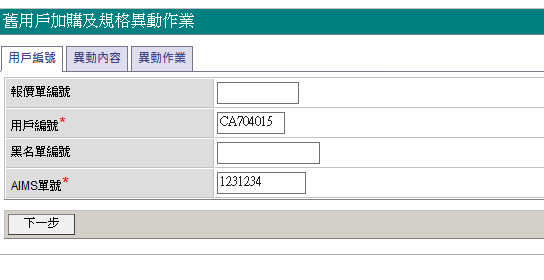 舊用戶加購及規格異動作業
用戶編號 異動內容 異動作業
報價單編號
用戶編號* CA704015
黑名單編號
AIMS單號* 1231234
下一步